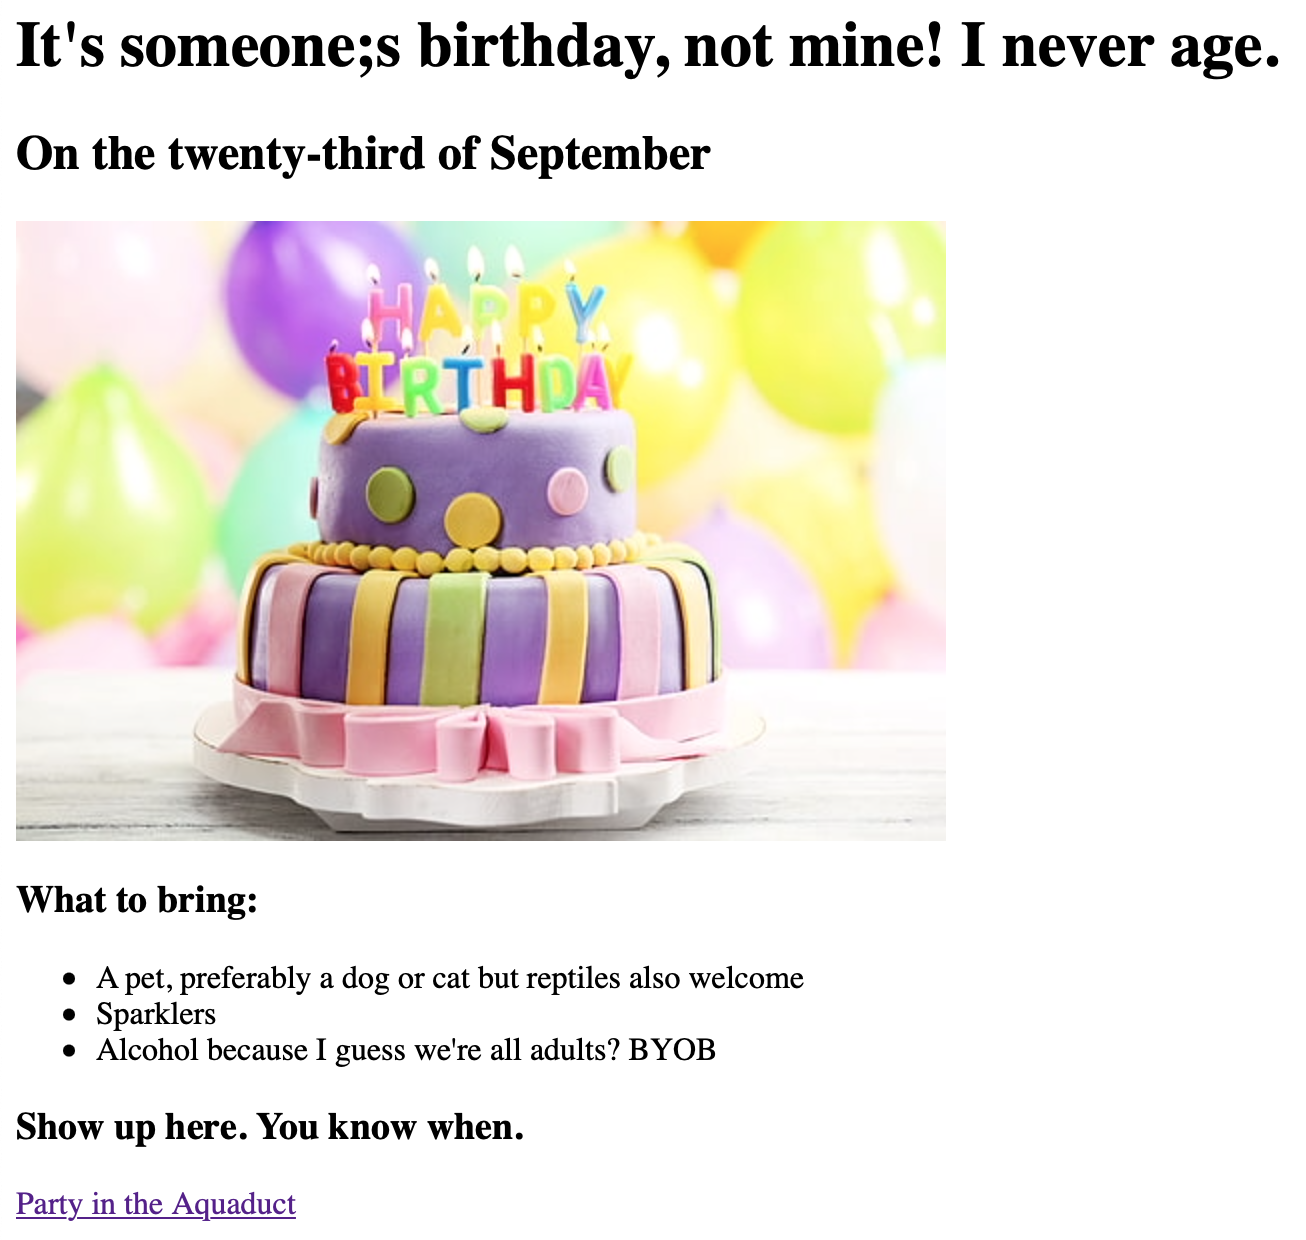 It's someone;s birthday, not mine! I never age.
On the twenty-third of September
HAPPY
BIRTHDAY
What to bring:
A pet, preferably a dog or cat but reptiles also welcome
Sparklers
Alcohol because I guess we're all adults? BYOB
Show up here. You know when.
Party in the Aquaduct